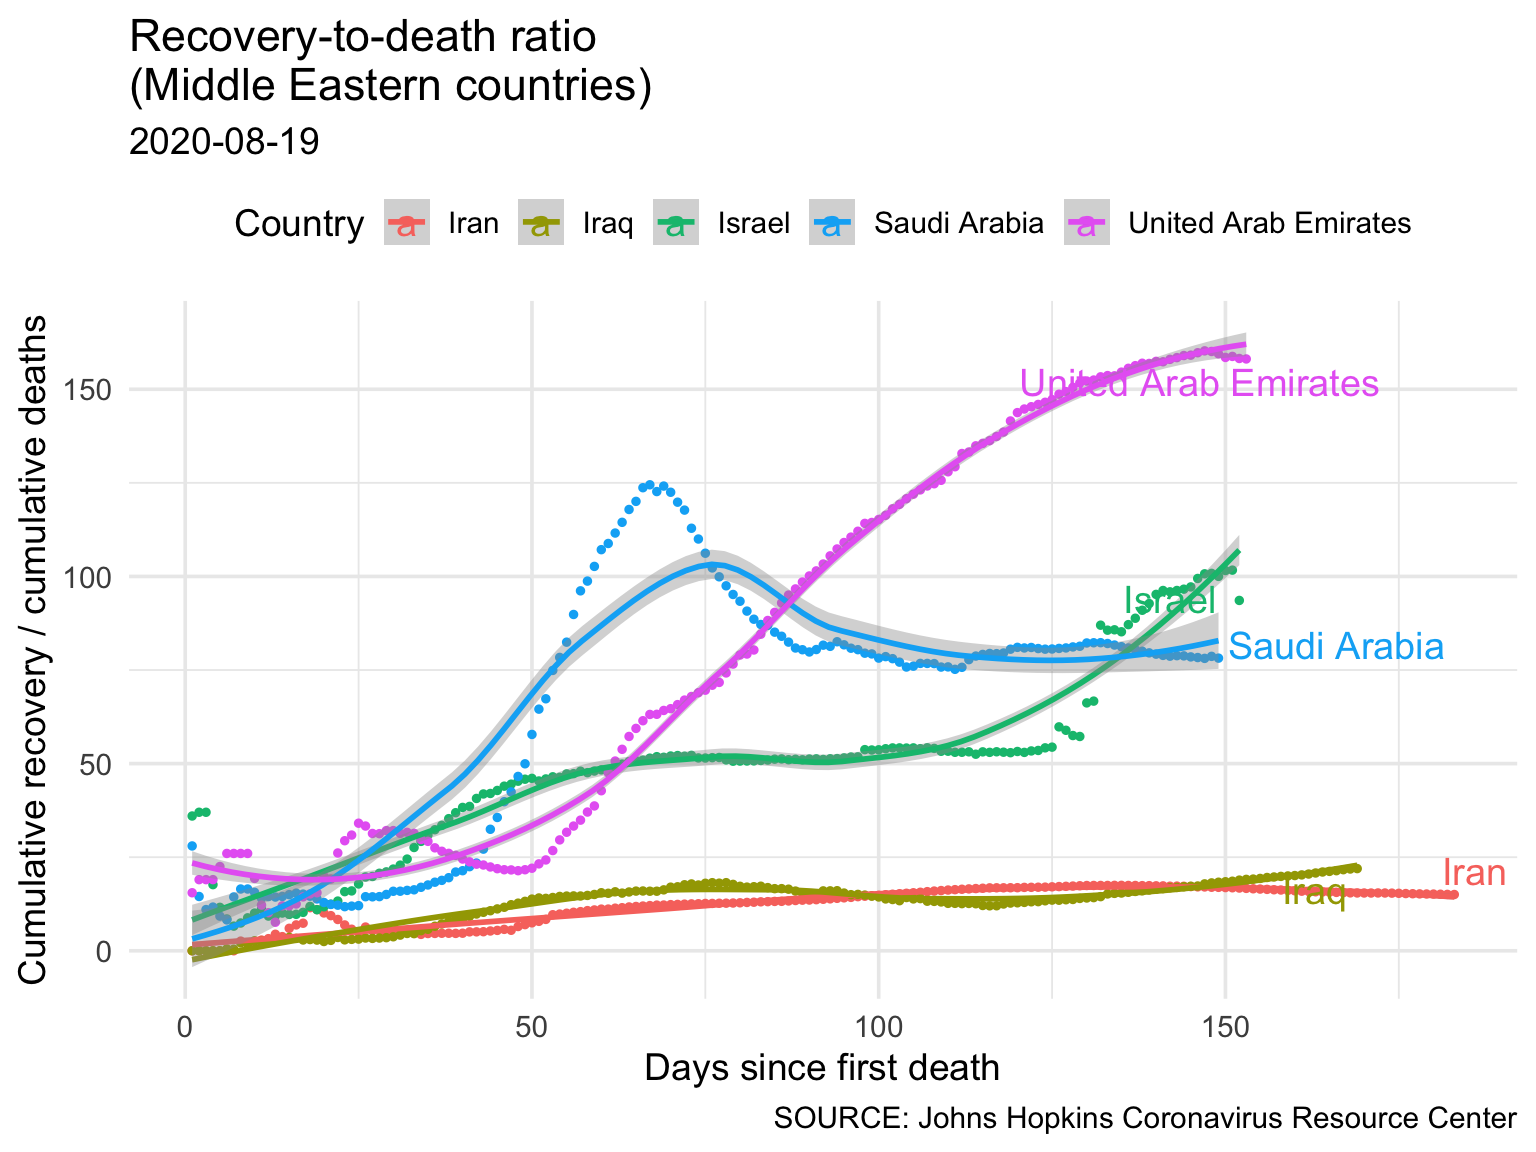 Recovery-to-death ratio
(Middle Eastern countries)
2020-08-19
Country a Iran a Iraq a Israel a Saudi Arabia a United Arab Emirates
Cumulative recovery / cumulative deaths
150
100
50
0
United Arab Emirates
Israel
Saudi Arabia
Iran
Iraq
0 50 100 150
Days since first death
SOURCE: Johns Hopkins Coronavirus Resource Center